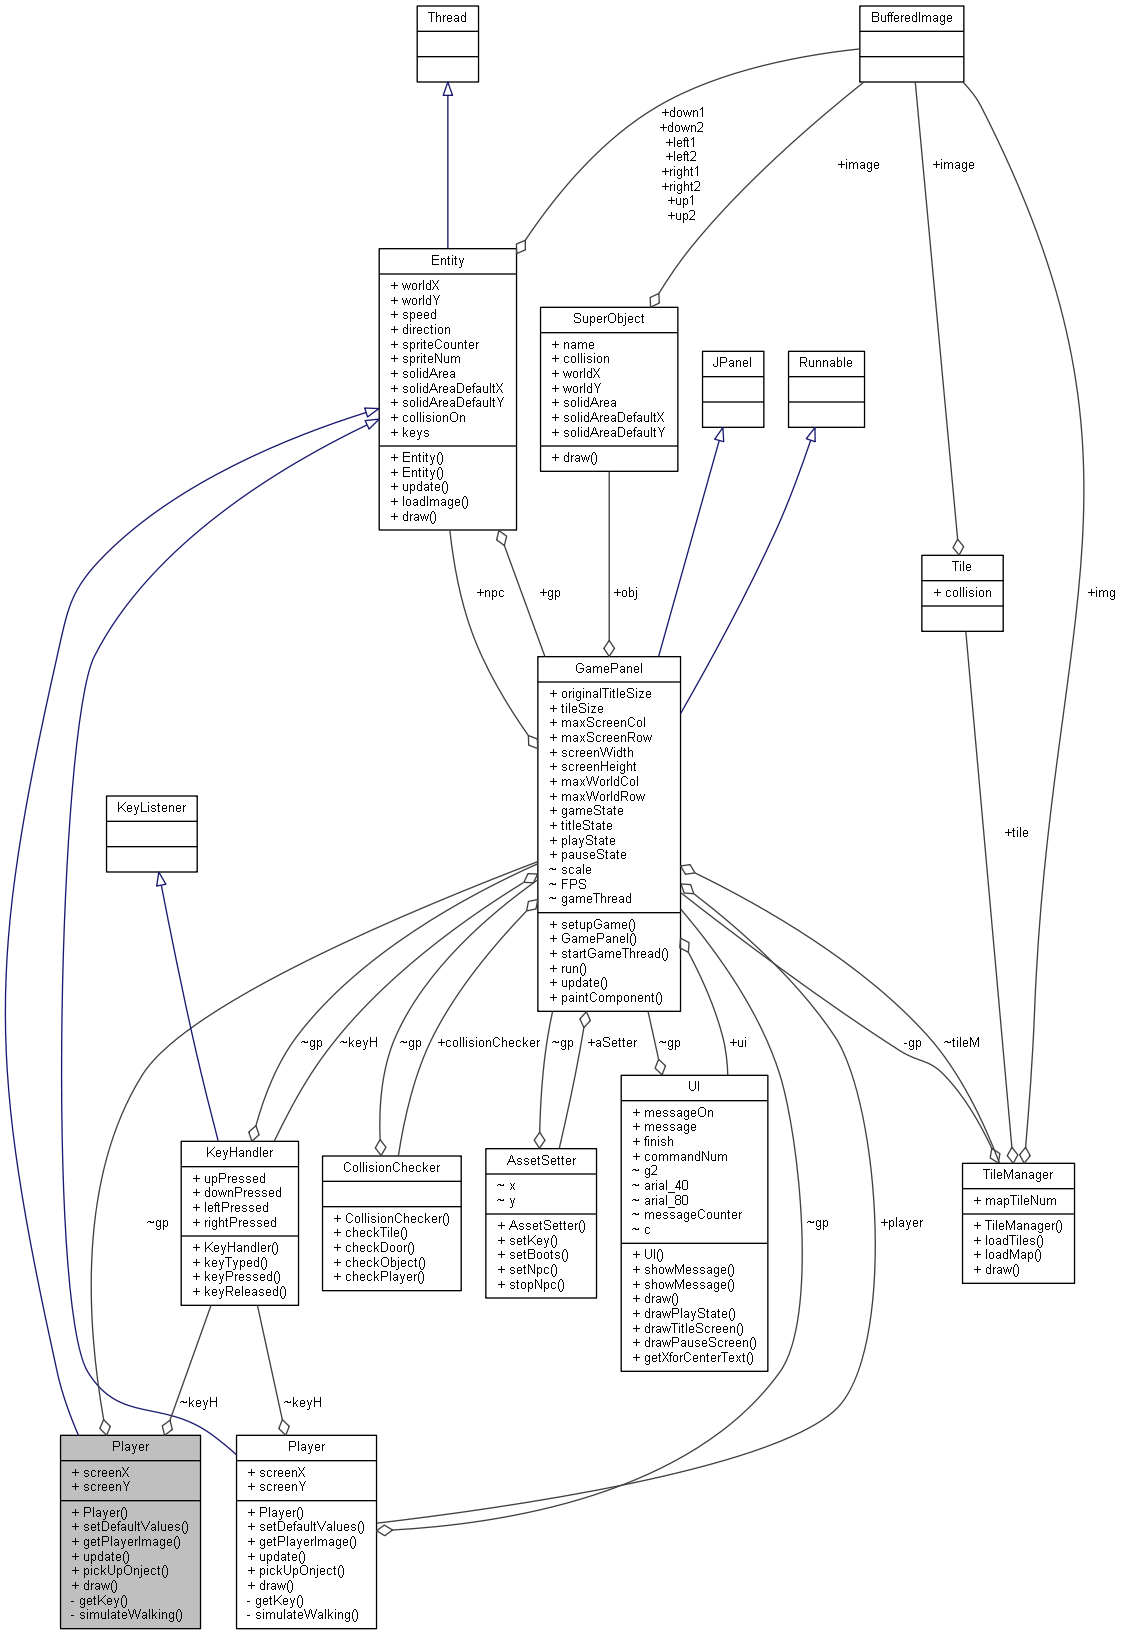 Thread
BufferedImage
+down1
+down2
+left1
+left2
+right1
+right2
+up1
+up2
+image
+image
Entity
+ worldX
+ worldY
+ speed
+ direction
+ spriteCounter
+ spriteNum
+ solidArea
+ solidAreaDefaultX
+ solidAreaDefaultY
+ collisionOn
+ keys
+ Entity()
+ Entity()
+ update()
+ loadImage()
+ draw()
SuperObject
+ name
+ collision
+ worldX
+ worldY
+ solidArea
+ solidAreaDefaultX
+ solidAreaDefaultY
+ draw()
JPanel
Runnable
Tile
+ collision
+npc
+gp
+obj
+img
GamePanel
+ originalTitleSize
+ tileSize
+ maxScreenCol
+ maxScreenRow
+ screenWidth
+ screenHeight
+ maxWorldCol
+ maxWorldRow
+ gameState
+ titleState
+ playState
+ pauseState
~ scale
~ FPS
~ gameThread
+ setupGame()
+ GamePanel()
+ startGameThread()
+ run()
+ update()
+ paintComponent()
KeyListener
+tile
~gp
~keyH
~gp
+collisionChecker
~gp
+aSetter
~gp
+ui
-gp
~tileM
KeyHandler
+ upPressed
+ downPressed
+ leftPressed
+ rightPressed
+ KeyHandler()
+ keyTyped()
+ keyPressed()
+ keyReleased()
CollisionChecker
+ CollisionChecker()
+ checkTile()
+ checkDoor()
+ checkObject()
+ checkPlayer()
AssetSetter
~ x
~ y
+ AssetSetter()
+ setKey()
+ setBoots()
+ setNpc()
+ stopNpc()
UI
+ messageOn
+ message
+ finish
+ commandNum
~ g2
~ arial_40
~ arial_80
~ messageCounter
~ c
+ UI()
+ showMessage()
+ showMessage()
+ draw()
+ drawPlayState()
+ drawTitleScreen()
+ drawPauseScreen()
+ getXforCenterText()
TileManager
+ mapTileNum
+ TileManager()
+ loadTiles()
+ loadMap()
+ draw()
~gp
~gp
+player
~keyH
~keyH
Player
+ screenX
+ screenY
+ Player()
+ setDefaultValues()
+ getPlayerImage()
+ update()
+ pickUpOnject()
+ draw()
- getKey()
- simulateWalking()
Player
+ screenX
+ screenY
+ Player()
+ setDefaultValues()
+ getPlayerImage()
+ update()
+ pickUpOnject()
+ draw()
- getKey()
- simulateWalking()